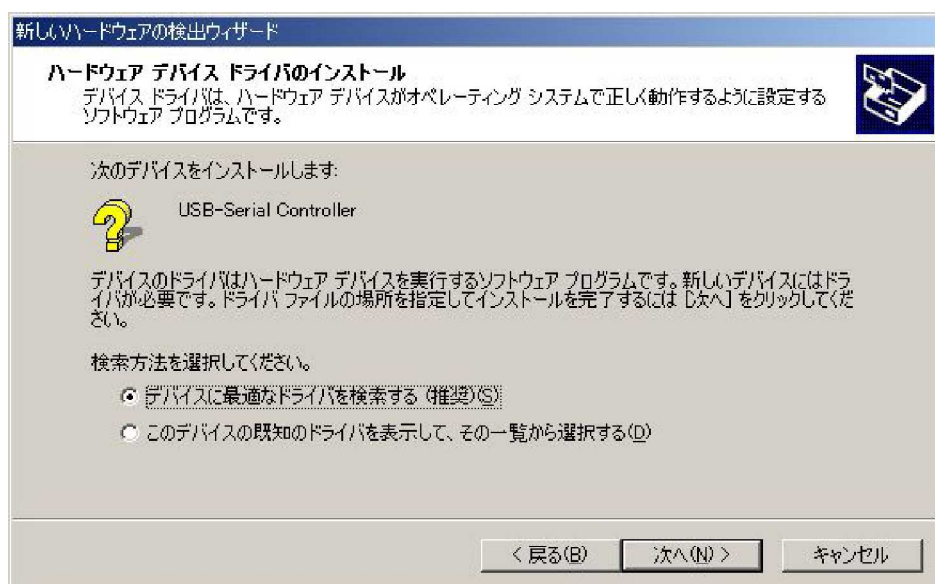 新しいハードウェアの検出ウィザード
ハードウェア デバイス ドライバのインストール
デバイス ドライバは、ハードウェア デバイスがオペレーティング システムで正しく動作するように設定する
ソフトウェア プログラムです。
次のデバイスをインストールします:
USB-Serial Controller
デバイスのドライバはハードウェア デバイスを実行するソフトウェア プログラムです。新しいデバイスにはドラ
イバが必要です。ドライバ ファイルの場所を指定してインストールを完了するには [次へ] をクリックしてくだ
さい。
検索方法を選択してください。
デバイスに最適なドライバを検索する (推奨)(S)
このデバイスの既知のドライバを表示して、その一覧から選択する(D)
< 戻る(B)
次へ(N) >
キャンセル